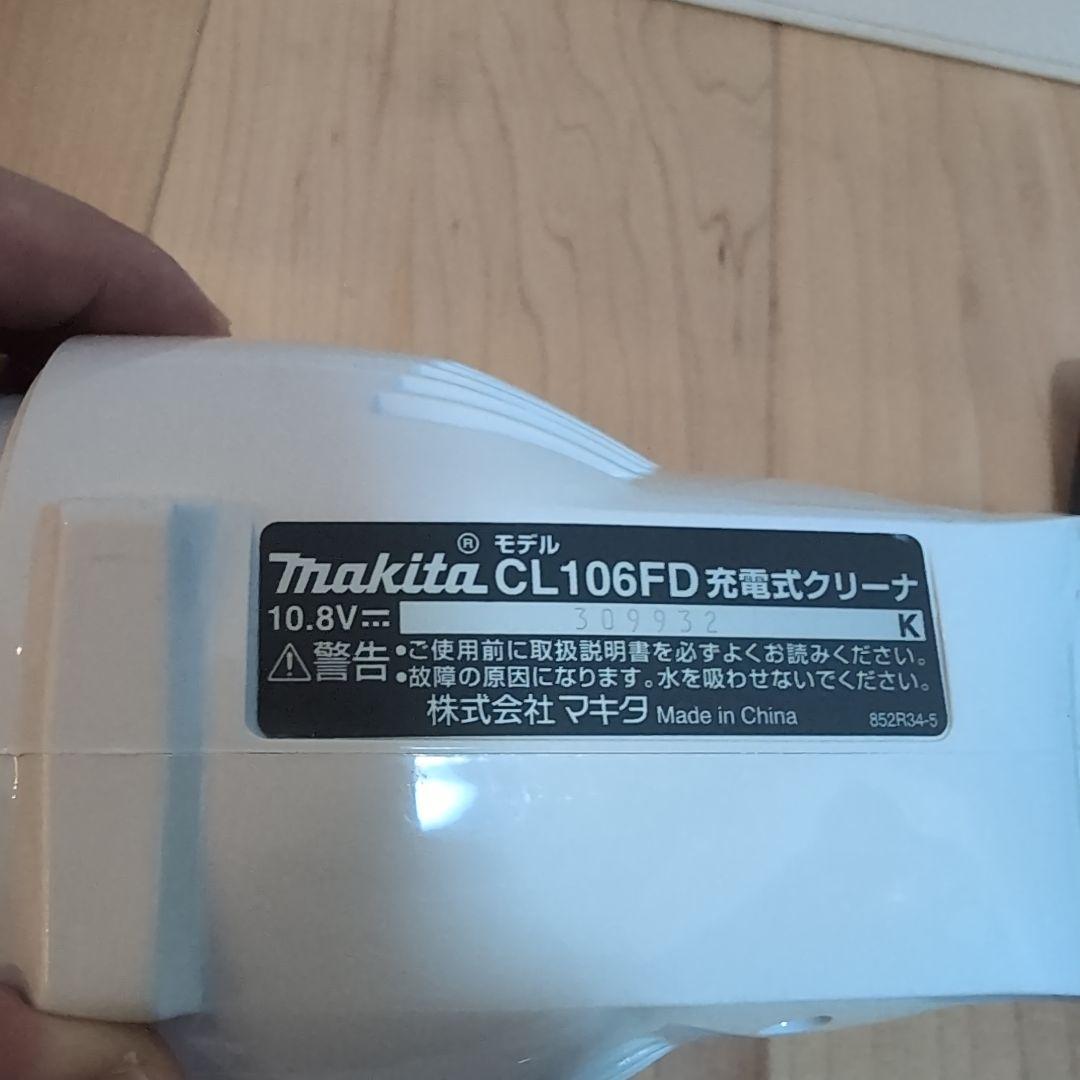 makita® モデル CL106FD 充電式クリーナ
10.8V⎓ 309932 K
⚠警告 •ご使用前に取扱説明書を必ずよくお読みください。
•故障の原因になります。水を吸わせないでください。
株式会社 マキタ Made in China 852R34-5